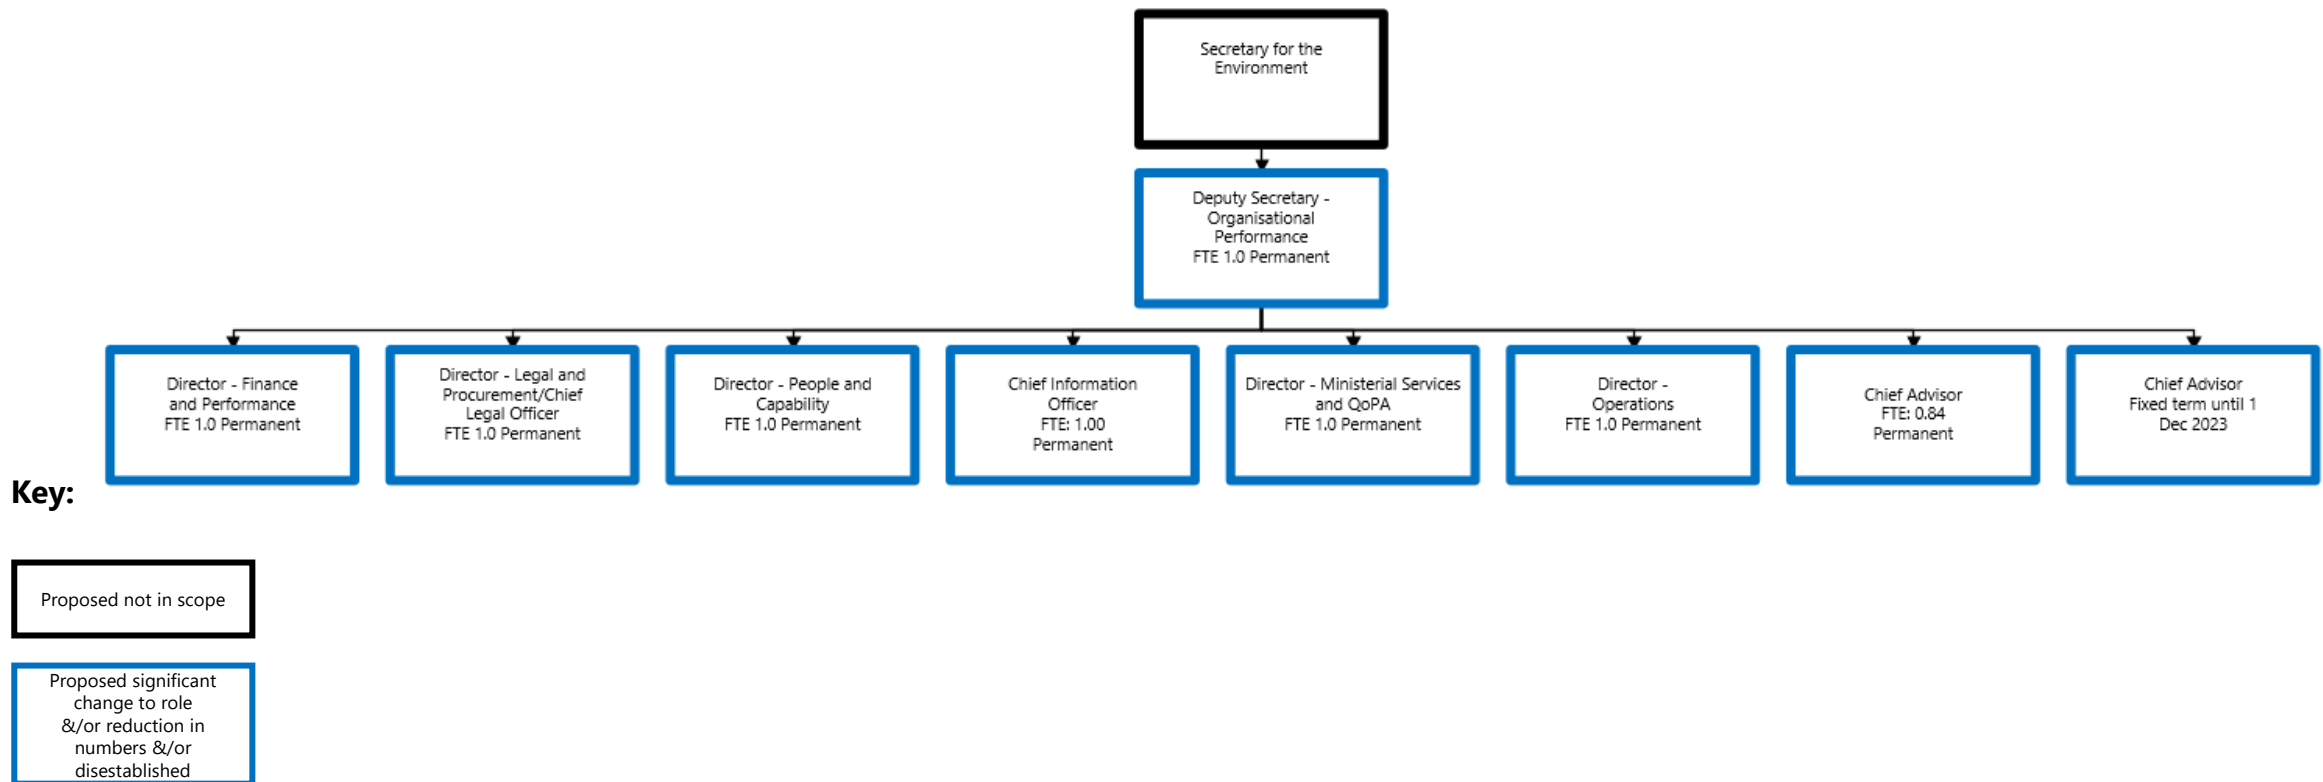 Secretary for the
Environment
Deputy Secretary -
Organisational
Performance
FTE 1.0 Permanent
Director - Finance
and Performance
FTE 1.0 Permanent
Director - Legal and
Procurement/Chief
Legal Officer
FTE 1.0 Permanent
Director - People and
Capability
FTE 1.0 Permanent
Chief Information
Officer
FTE: 1.00
Permanent
Director - Ministerial Services
and QoPA
FTE 1.0 Permanent
Director -
Operations
FTE 1.0 Permanent
Chief Advisor
FTE: 0.84
Permanent
Chief Advisor
Fixed term until 1
Dec 2023
Key:
Proposed not in scope
Proposed significant
change to role
&/or reduction in
numbers &/or
disestablished